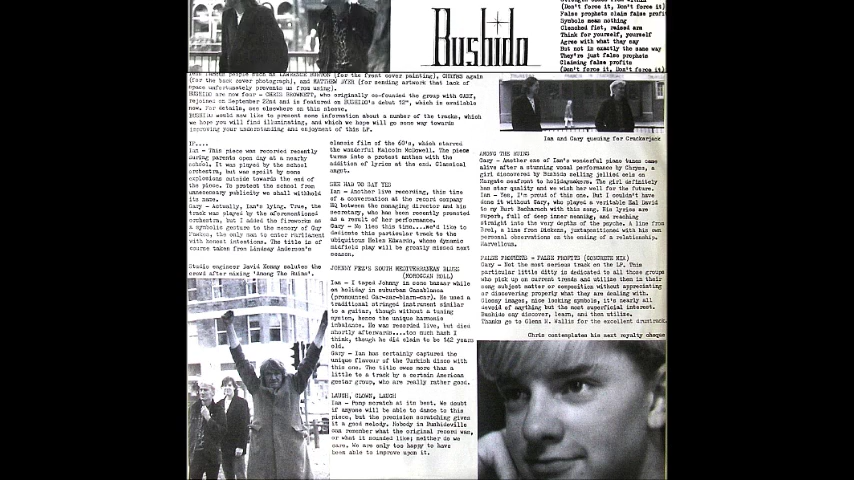 Bushido
(Don't force it, Don't force it)
False prophets claim false
Symbols mean nothing
Clenched fist, raised arm
Think for yourself, yourself
Agree with what they say
But not in exactly the same way
They're just false prophets
Claiming false profits
(Don't force it, Don't force it)
(for the front cover painting), CHRYSS again
(for the back cover photograph), and MATTHEW DYER (for sending artwork that lack of
space unfortunately prevents us from using).
BUSHIDO are now four - CHRIS BROWNETT, who originally co-founded the group with GARY,
rejoined on September 22nd and is featured on BUSHIDO's debut 12", which is available
now. For details, see elsewhere on this sleeve.
BUSHIDO would now like to present some information about a number of the tracks, which
we hope you will find illuminating, and which we hope will go some way towards
improving your understanding and enjoyment of this LP.
Ian and Gary queuing for Crackerjack
IF....
Ian - This piece was recorded recently
during parents open day at a nearby
school. It was played by the school
orchestra, but was spoilt by some
explosions outside towards the end of
the piece. To protect the school from
unnecessary publicity we shall withhold
its name.
Gary - Actually, Ian's lying. True, the
track was played by the aforementioned
orchestra, but I added the fireworks as
a symbolic gesture to the memory of Guy
Fawkes, the only man to enter Parliament
with honest intentions. The title is of
course taken from Lindsay Anderson's
Studio engineer David Kenny salutes the
crowd after mixing 'Among The Ruins'.
classic film of the 60's, which starred
the wonderful Malcolm McDowell. The piece
turns into a protest anthem with the
addition of lyrics at the end. Classical
angst.
SHE HAD TO SAY YES
Ian - Another live recording, this time
of a conversation at the record company
HQ between the managing director and his
secretary, who has been recently promoted
as a result of her performance.
Gary - No lies this time....we'd like to
dedicate this particular track to the
ubiquitous Helen Edwards, whose dynamic
midfield play will be greatly missed next
season.
JOHNNY FEZ'S SOUTH MEDITERRANEAN BLUES
(MOROCCAN ROLL)
Ian - I taped Johnny in some bazaar while
on holiday in suburban Casablanca
(pronounced Car-zar-blarn-car). He used a
traditional stringed instrument similar
to a guitar, though without a tuning
system, hence the unique harmonic
imbalance. He was recorded live, but died
shortly afterwards....too much hash I
think, though he did claim to be 142 years
old.
Gary - Ian has certainly captured the
unique flavour of the Turkish disco with
this one. The title owes more than a
little to a track by a certain American
guitar group, who are really rather good.
LAUGH, CLOWN, LAUGH
Ian - Pomp scratch at its best. We doubt
if anyone will be able to dance to this
piece, but the precision scratching gives
it a good melody. Nobody in Bushidoville
can remember what the original record was,
or what it sounded like; neither do we
care. We are only too happy to have
been able to improve upon it.
AMONG THE RUINS
Gary - Another one of Ian's wonderful piano tunes came
alive after a stunning vocal performance by Chryss, a
girl discovered by Bushido selling jellied eels on
Margate seafront to holidaymakers. The girl definitely
has star quality and we wish her well for the future.
Ian - Yes, I'm proud of this one. But I couldn't have
done it without Gary, who played a veritable Hal David
to my Burt Bacharach with this song. His lyrics are
superb, full of deep inner meaning, and reaching
straight into the very depths of the psyche. A line from
Brel, a line from Dickens, juxtapositioned with his own
personal observations on the ending of a relationship.
Marvellous.
FALSE PROPHETS = FALSE PROFITS (CONCRETE MIX)
Gary - Not the most serious track on the LP. This
particular little ditty is dedicated to all those groups
who pick up on current trends and utilise them in their
song subject matter or composition without appreciating
or discovering properly what they are dealing with.
Glossy images, nice looking symbols, it's nearly all
devoid of anything but the most superficial interest.
Bushido say discover, learn, and then utilise.
Thanks go to Glenn M. Wallis for the excellent drumtrack.
Chris contemplates his next royalty cheque